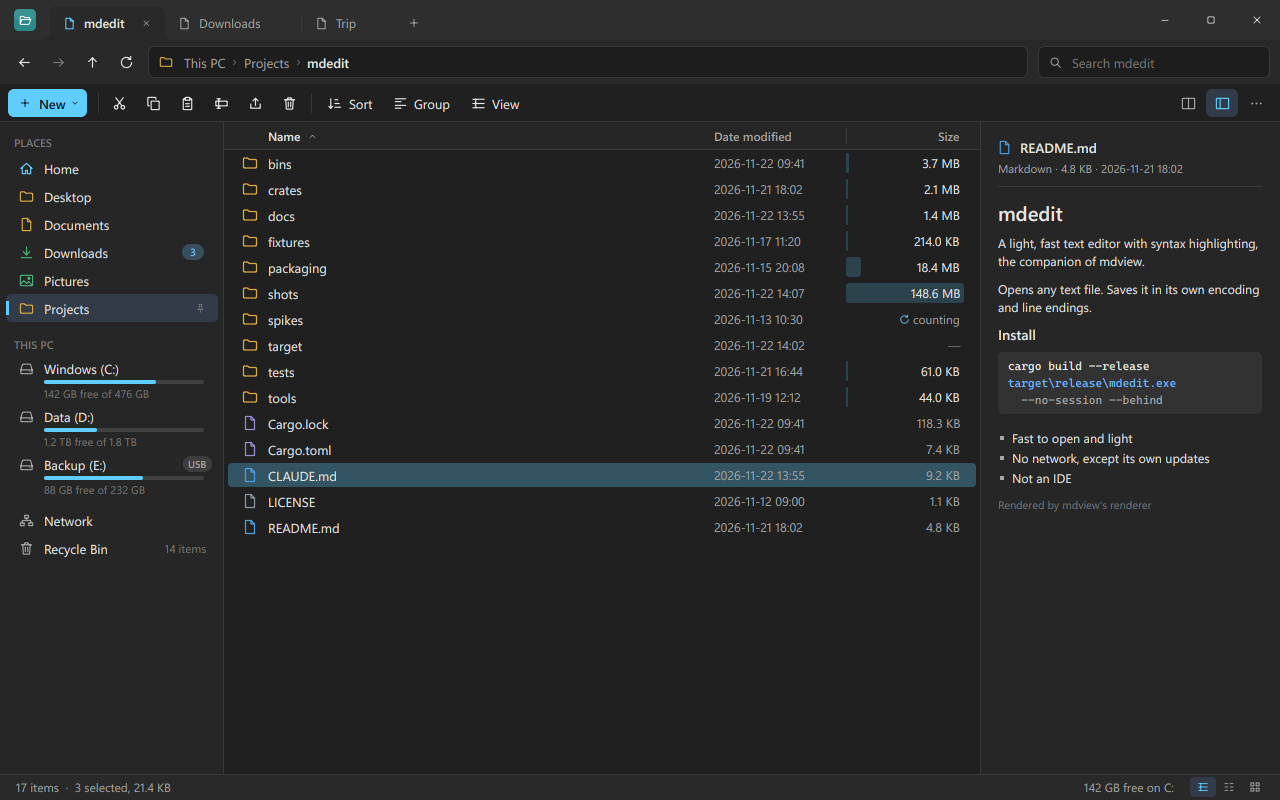 mdedit
Downloads
Trip
This PC › Projects › mdedit
Search mdedit
New
Sort
Group
View
PLACES
Home
Desktop
Documents
Downloads 3
Pictures
Projects
THIS PC
Windows (C:)
142 GB free of 476 GB
Data (D:)
1.2 TB free of 1.8 TB
Backup (E:) USB
88 GB free of 232 GB
Network
Recycle Bin 14 items
Name Date modified Size
bins 2026-11-22 09:41 3.7 MB
crates 2026-11-21 18:02 2.1 MB
docs 2026-11-22 13:55 1.4 MB
fixtures 2026-11-17 11:20 214.0 KB
packaging 2026-11-15 20:08 18.4 MB
shots 2026-11-22 14:07 148.6 MB
spikes 2026-11-13 10:30 counting
target 2026-11-22 14:02 —
tests 2026-11-21 16:44 61.0 KB
tools 2026-11-19 12:12 44.0 KB
Cargo.lock 2026-11-22 09:41 118.3 KB
Cargo.toml 2026-11-22 09:41 7.4 KB
CLAUDE.md 2026-11-22 13:55 9.2 KB
LICENSE 2026-11-12 09:00 1.1 KB
README.md 2026-11-21 18:02 4.8 KB
README.md
Markdown · 4.8 KB · 2026-11-21 18:02
mdedit
A light, fast text editor with syntax highlighting,
the companion of mdview.
Opens any text file. Saves it in its own encoding
and line endings.
Install
cargo build --release
target\release\mdedit.exe
--no-session --behind
Fast to open and light
No network, except its own updates
Not an IDE
Rendered by mdview's renderer
17 items · 3 selected, 21.4 KB
142 GB free on C: